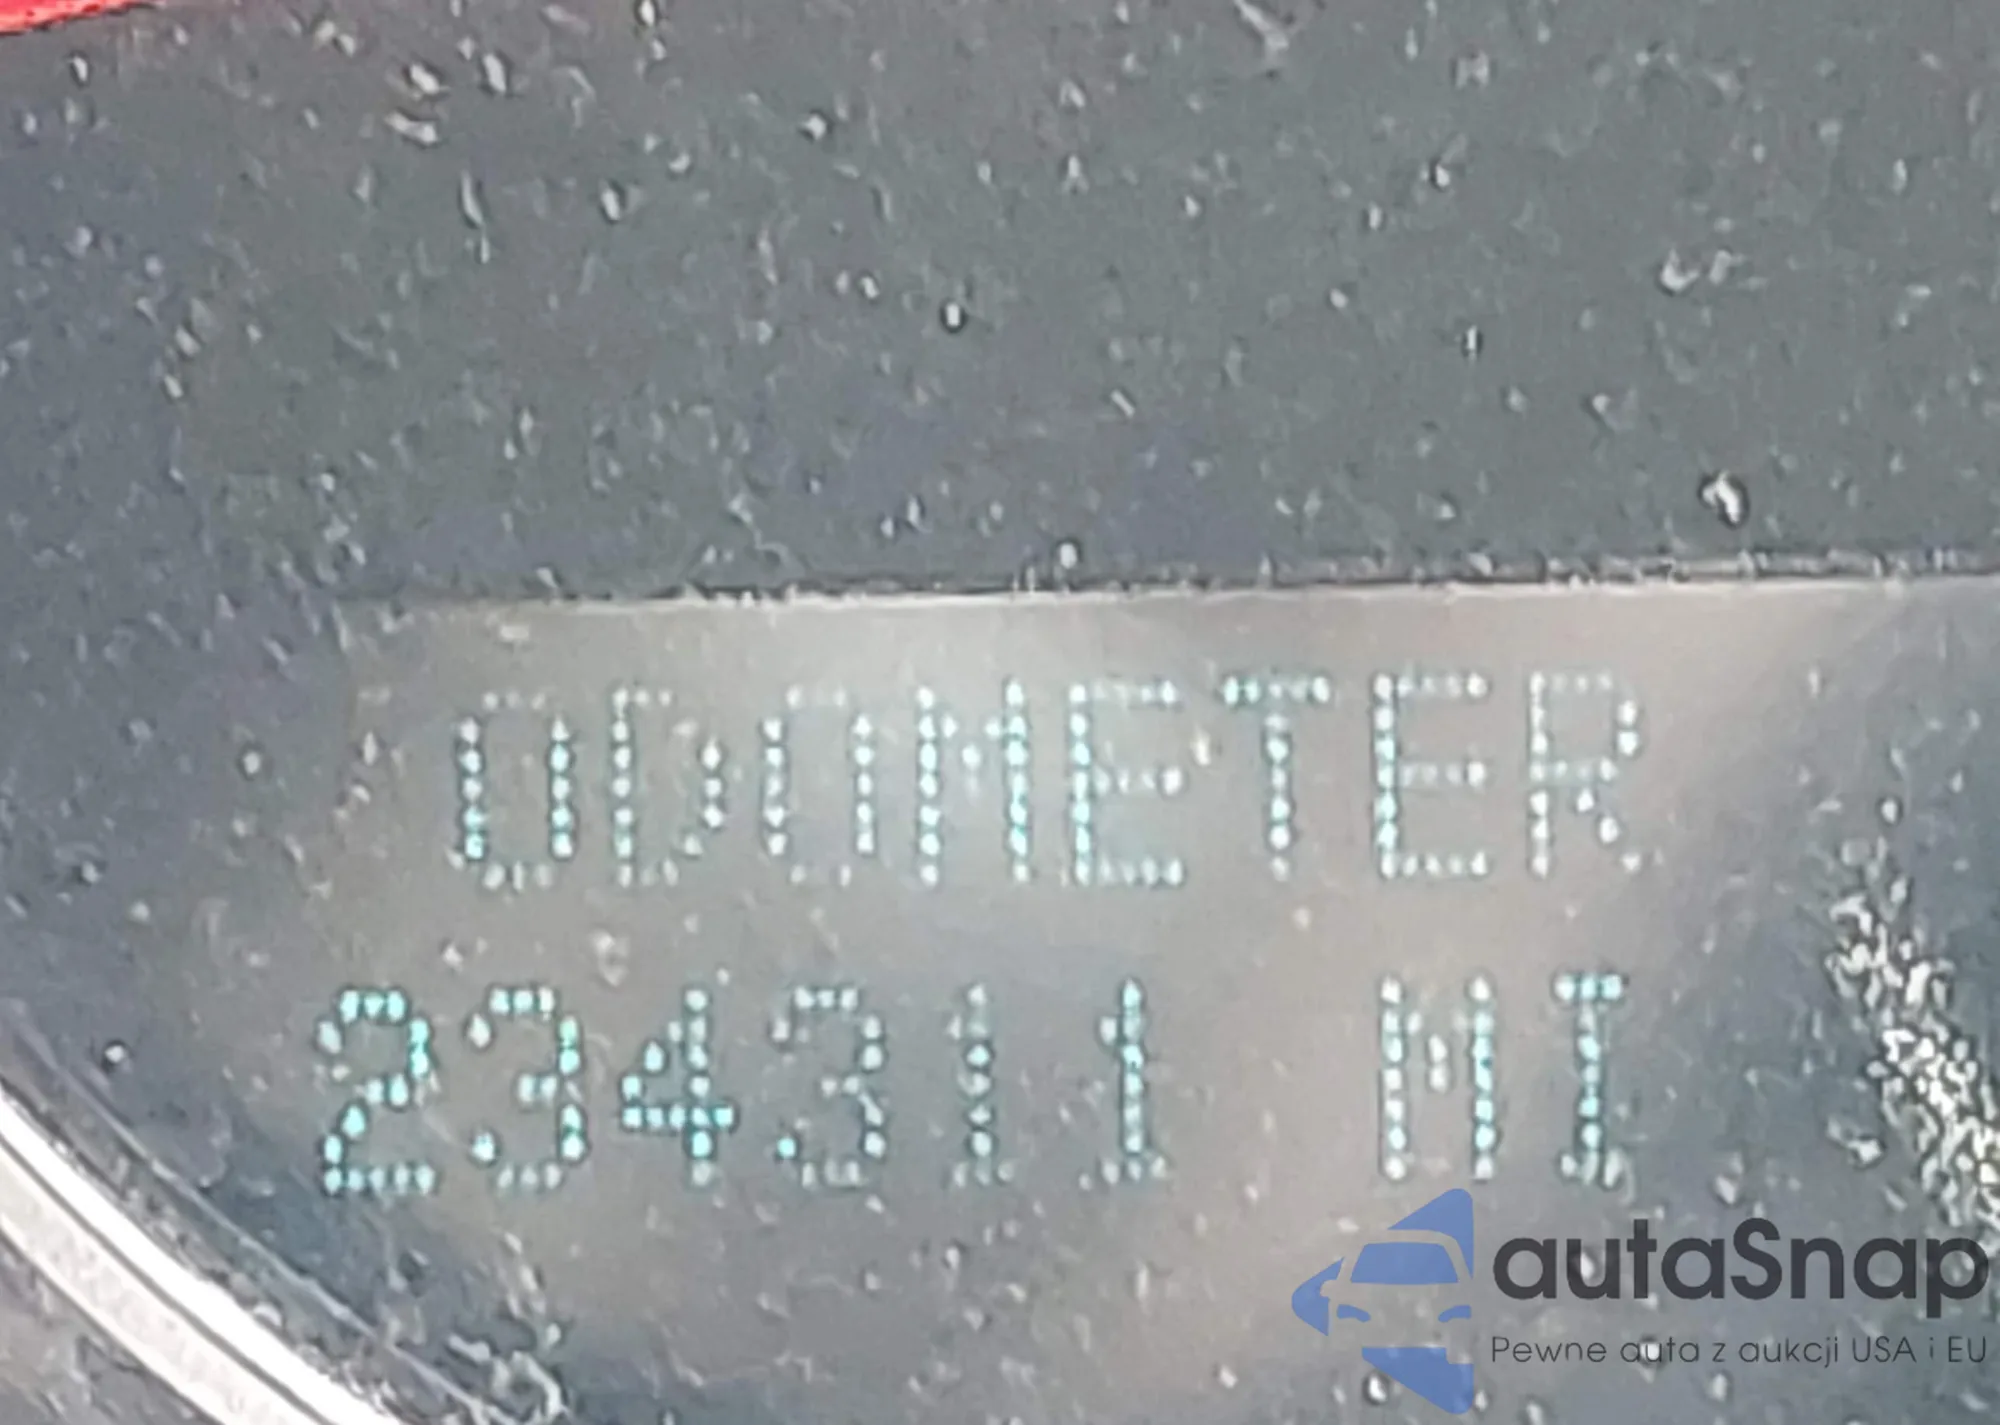 ODOMETER
234311 MI
autaSnap
Pewne auta z aukcji USA i EU